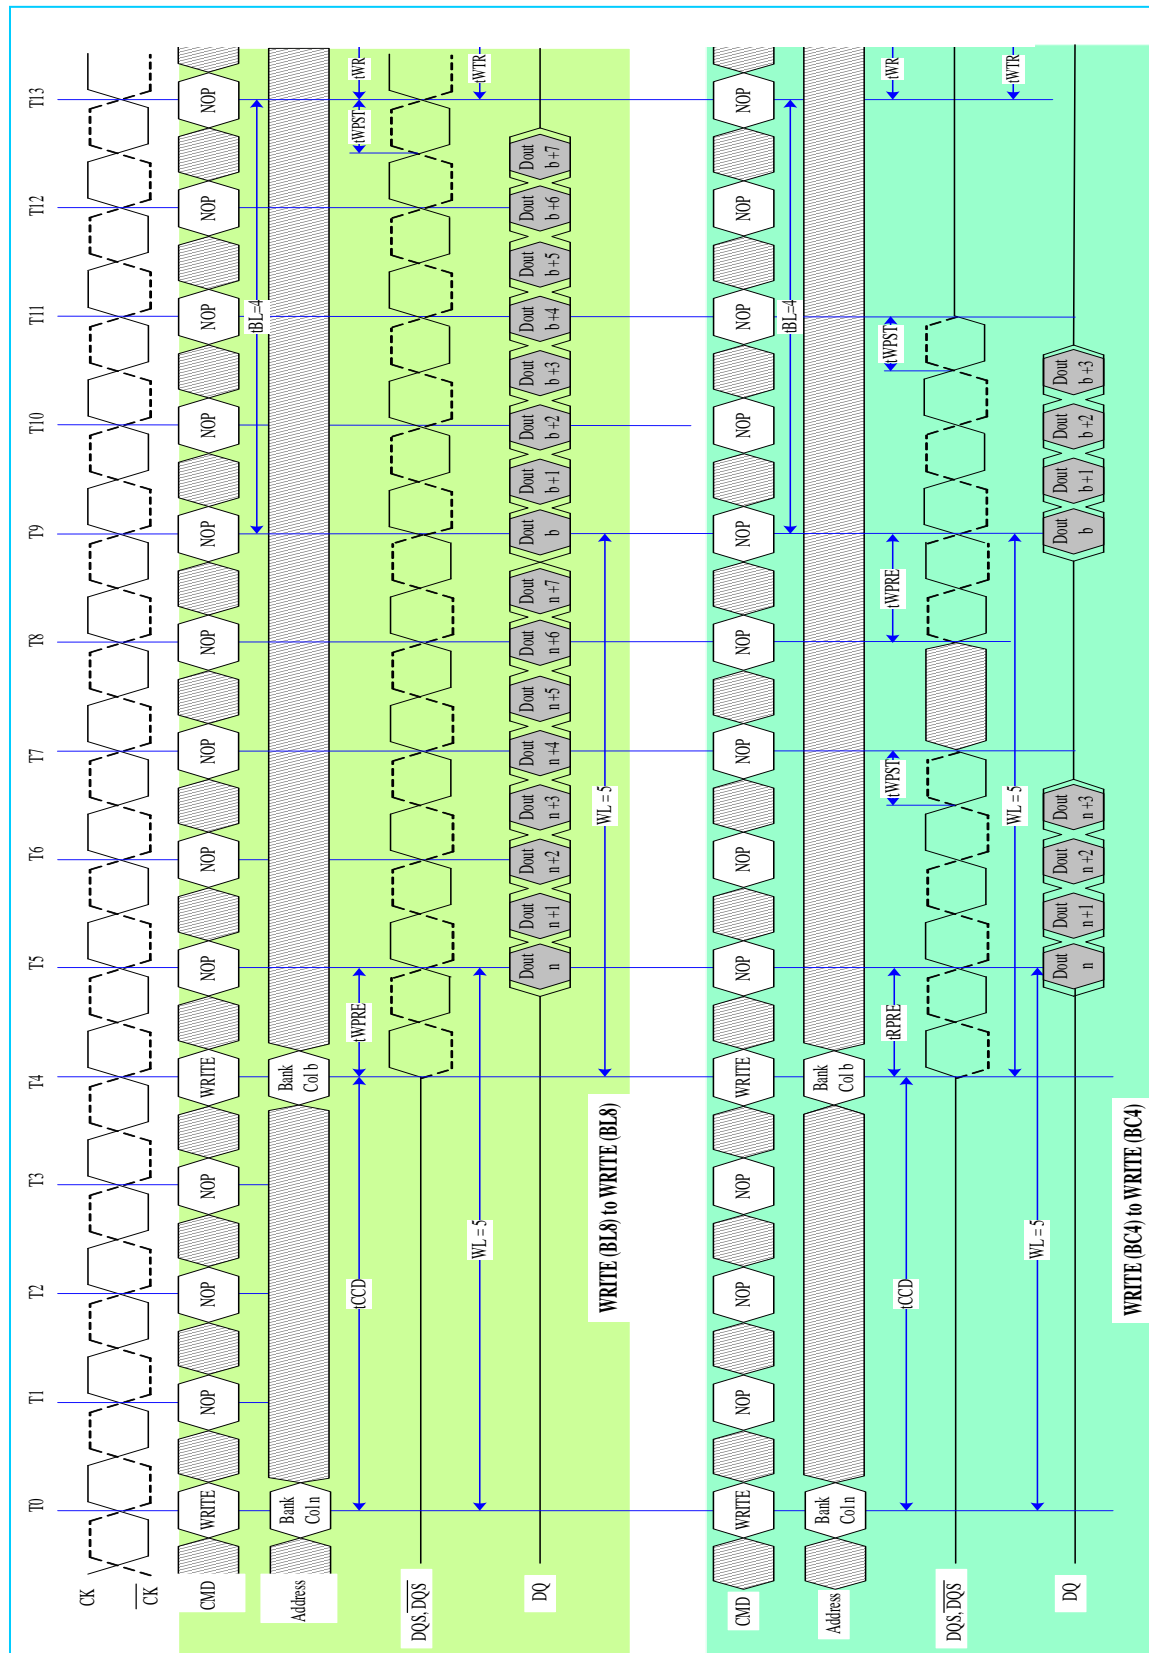 T0 T1 T2 T3 T4 T5 T6 T7 T8 T9 T10 T11 T12 T13
CK
CK
CMD WRITE NOP NOP NOP WRITE NOP NOP NOP NOP NOP NOP NOP NOP NOP
tBL=4
Address Bank Bank
Col n Col b
tCCD tWPRE tWPST tWR
DQS, DQS
WL = 5 tWTR
DQ Dout Dout Dout Dout Dout Dout Dout Dout Dout Dout Dout Dout Dout Dout Dout Dout
n n+1 n+2 n+3 n+4 n+5 n+6 n+7 b b+1 b+2 b+3 b+4 b+5 b+6 b+7
WL = 5
WRITE (BL8) to WRITE (BL8)
CMD WRITE NOP NOP NOP WRITE NOP NOP NOP NOP NOP NOP NOP NOP NOP
tBL=4
Address Bank Bank
Col n Col b
tCCD tRPRE tWPST tWPRE tWPST tWR
DQS, DQS
WL = 5 tWTR
WL = 5
DQ Dout Dout Dout Dout Dout Dout Dout Dout
n n+1 n+2 n+3 b b+1 b+2 b+3
WRITE (BC4) to WRITE (BC4)